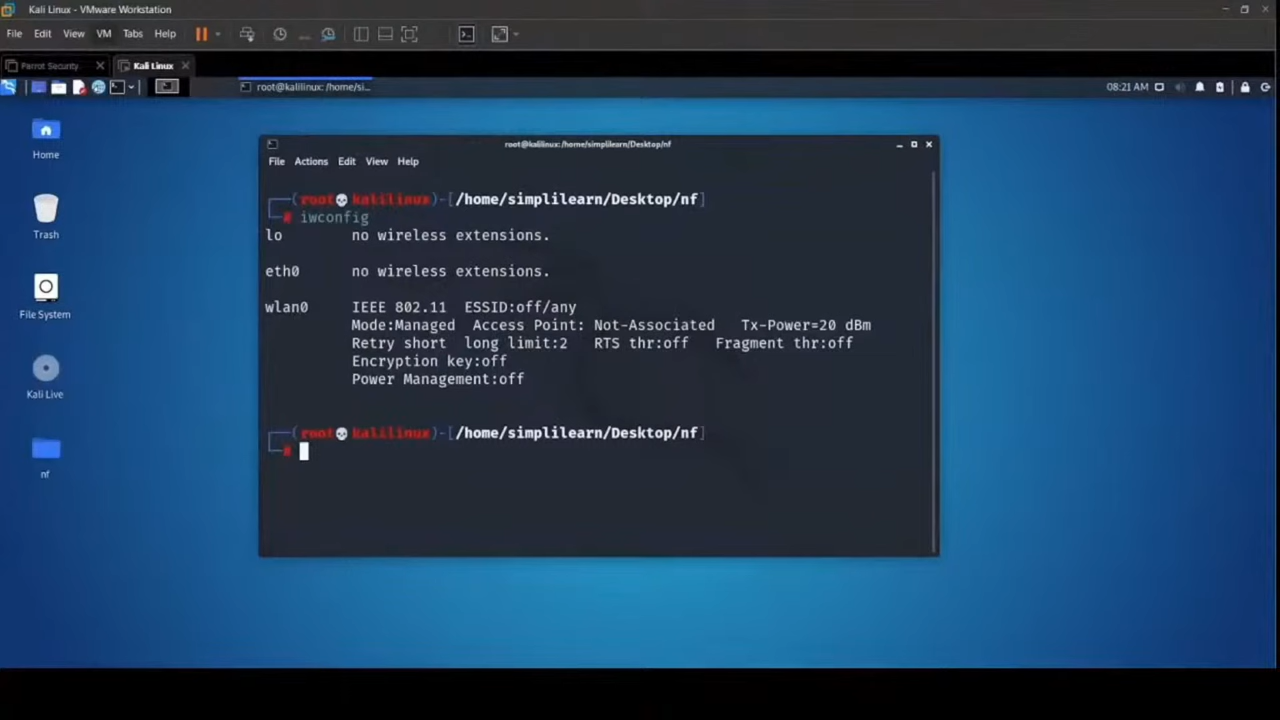 Kali Linux - VMware Workstation
File Edit View VM Tabs Help
Parrot Security Kali Linux
root@kalilinux: /home/si... 08:21 AM
Home
Trash
File System
Kali Live
nf
root@kalilinux:/home/simplilearn/Desktop/nf
File Actions Edit View Help
┌──(root💀kalilinux)-[/home/simplilearn/Desktop/nf]
└─# iwconfig
lo        no wireless extensions.
eth0      no wireless extensions.
wlan0     IEEE 802.11  ESSID:off/any
Mode:Managed  Access Point: Not-Associated   Tx-Power=20 dBm
Retry short  long limit:2   RTS thr:off   Fragment thr:off
Encryption key:off
Power Management:off
┌──(root💀kalilinux)-[/home/simplilearn/Desktop/nf]
└─#